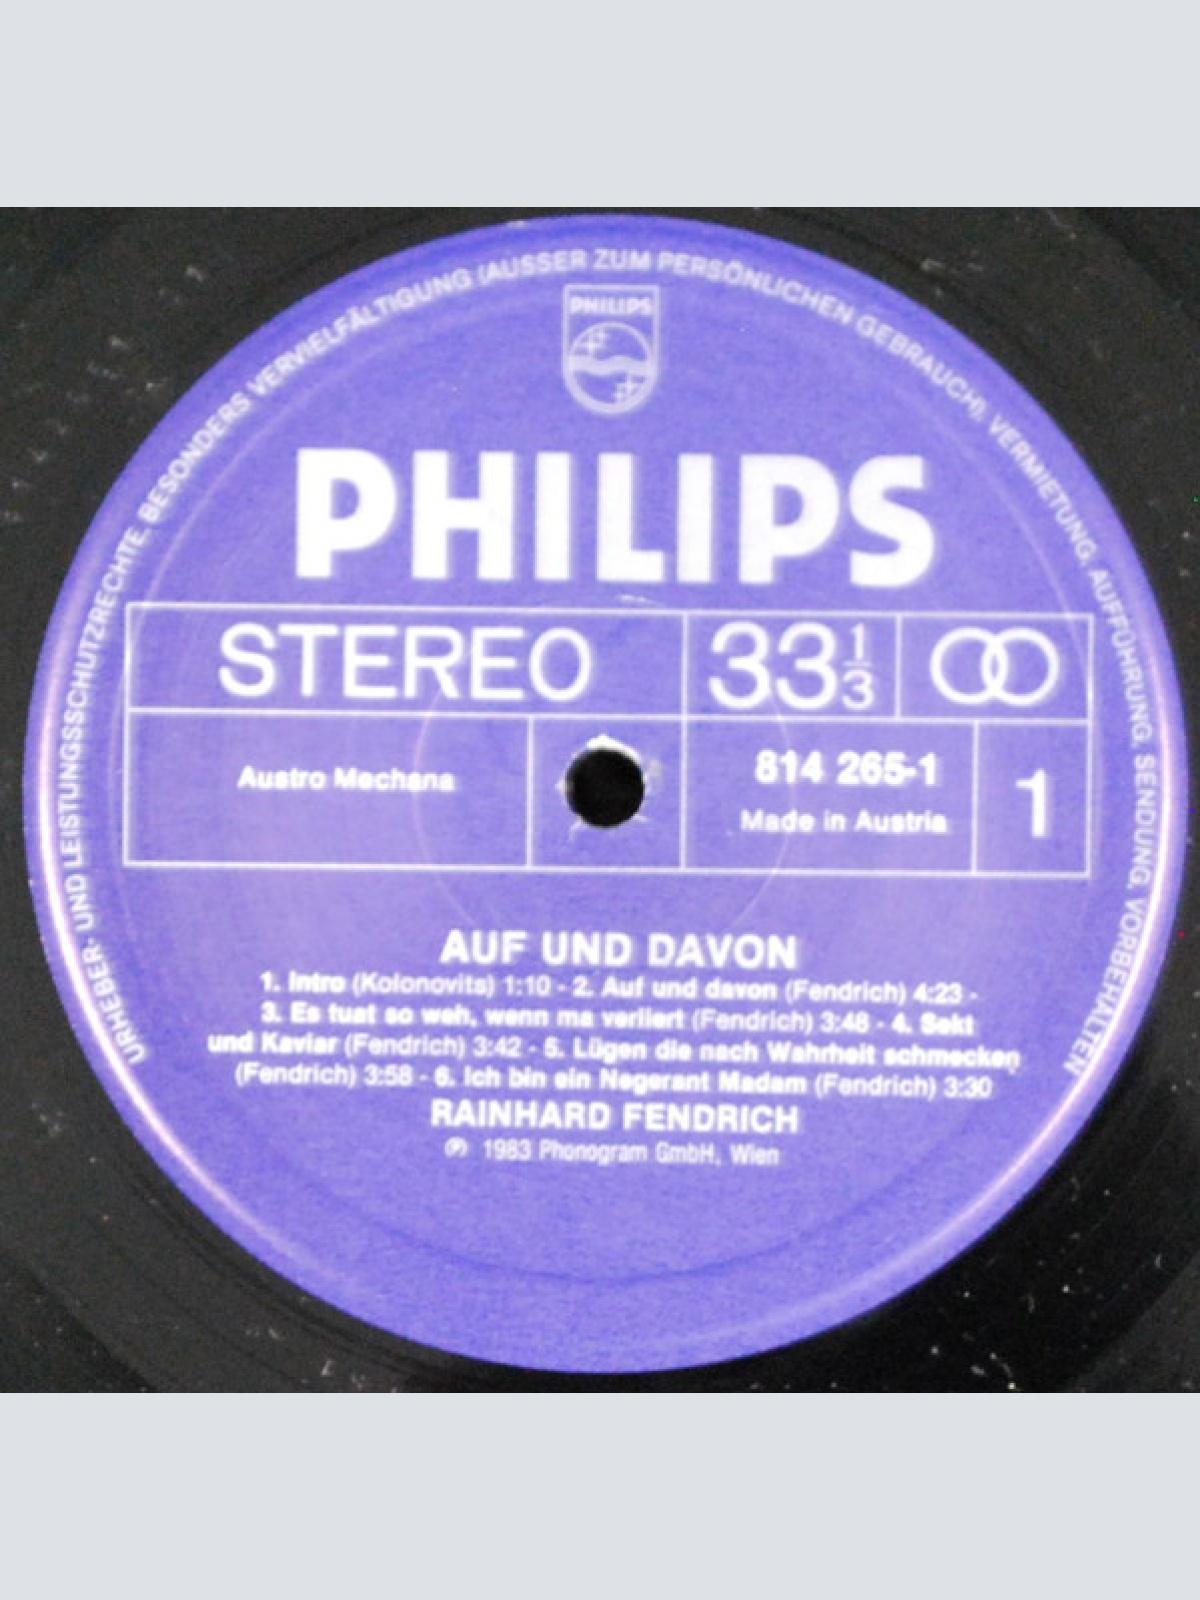 URHEBER- UND LEISTUNGSSCHUTZRECHTE, BESONDERS VERVIELFÄLTIGUNG (AUSSER ZUM PERSÖNLICHEN GEBRAUCH), VERMIETUNG, AUFFÜHRUNG, SENDUNG, VORBEHALTEN
PHILIPS
PHILIPS
STEREO
33 1/3
Austro Mechana
814 265-1
Made in Austria
1
AUF UND DAVON
1. Intro (Kolonovits) 1:10 - 2. Auf und davon (Fendrich) 4:23 -
3. Es tuat so weh, wenn ma verliert (Fendrich) 3:48 - 4. Sekt
und Kaviar (Fendrich) 3:42 - 5. Lügen die nach Wahrheit schmecken
(Fendrich) 3:58 - 6. Ich bin ein Negerant Madam (Fendrich) 3:30
RAINHARD FENDRICH
℗ 1983 Phonogram GmbH, Wien